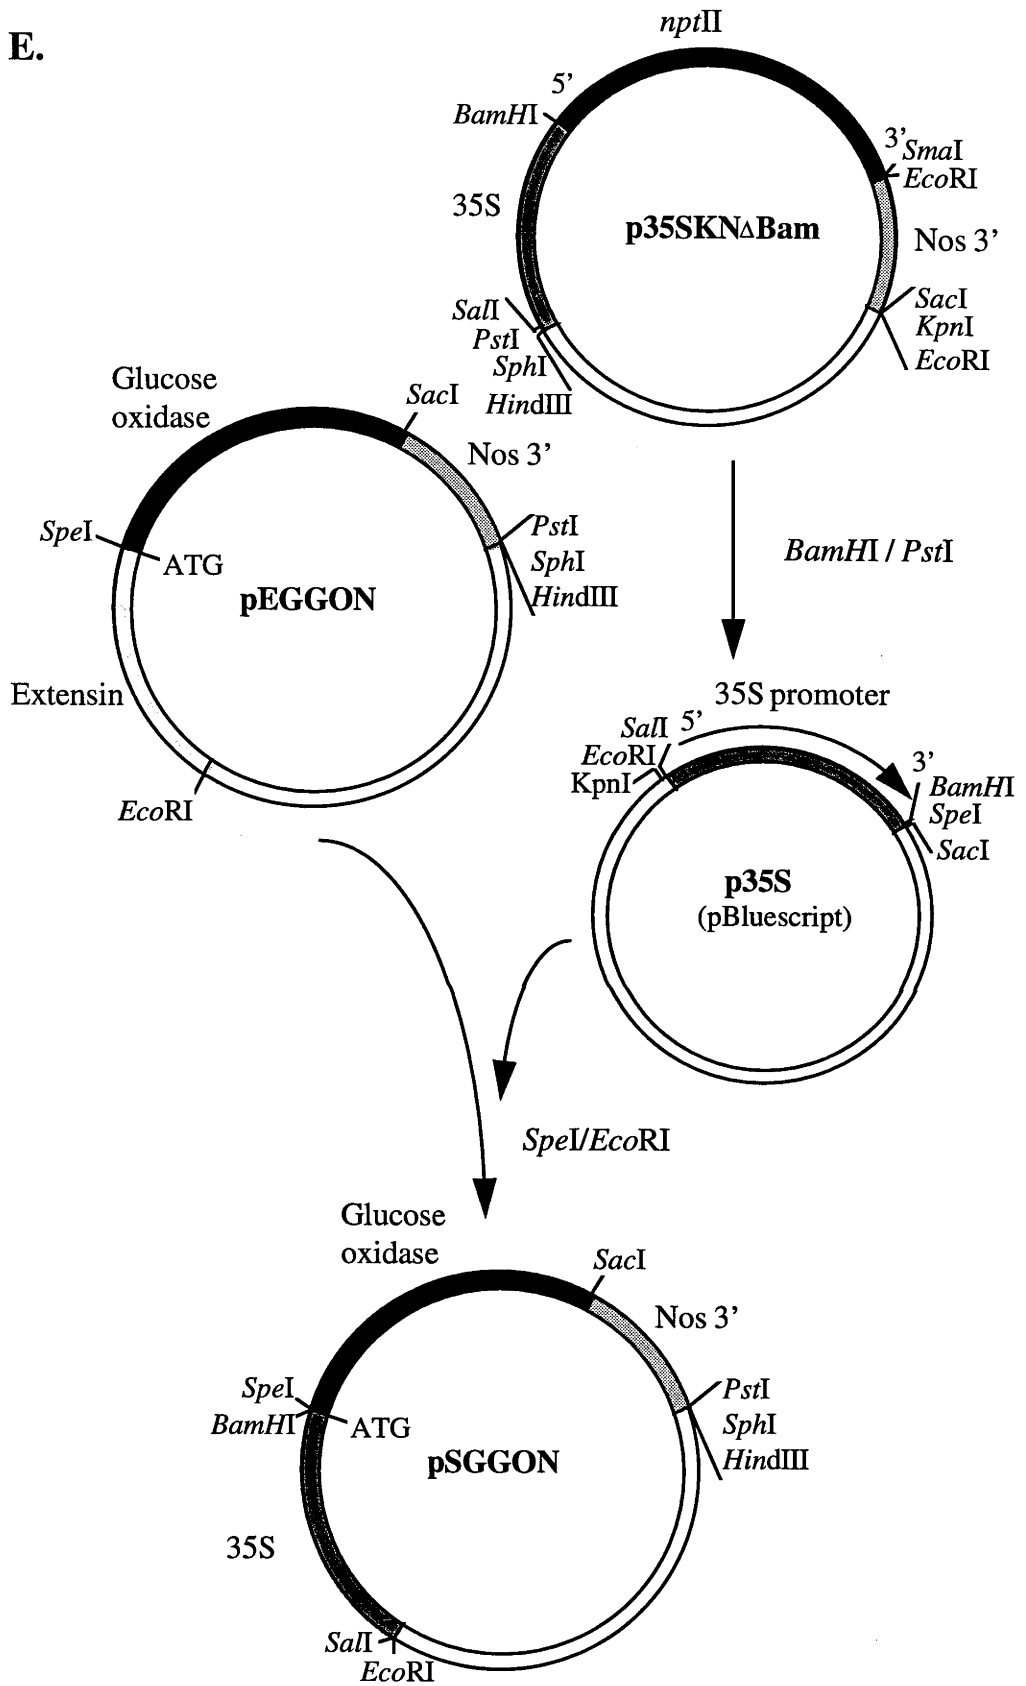 E.
nptII
5’
BamHI
3’
SmaI
EcoRI
35S
p35SKN∆Bam
Nos 3’
SalI
PstI
SphI
HindIII
SacI
KpnI
EcoRI
Glucose
oxidase
SacI
Nos 3’
SpeI
ATG
PstI
SphI
HindIII
pEGGON
Extensin
EcoRI
BamHI / PstI
35S promoter
SalI 5’
EcoRI
KpnI
3’
BamHI
SpeI
SacI
p35S
(pBluescript)
SpeI/EcoRI
Glucose
oxidase
SacI
Nos 3’
SpeI
BamHI
ATG
PstI
SphI
HindIII
pSGGON
35S
SalI
EcoRI